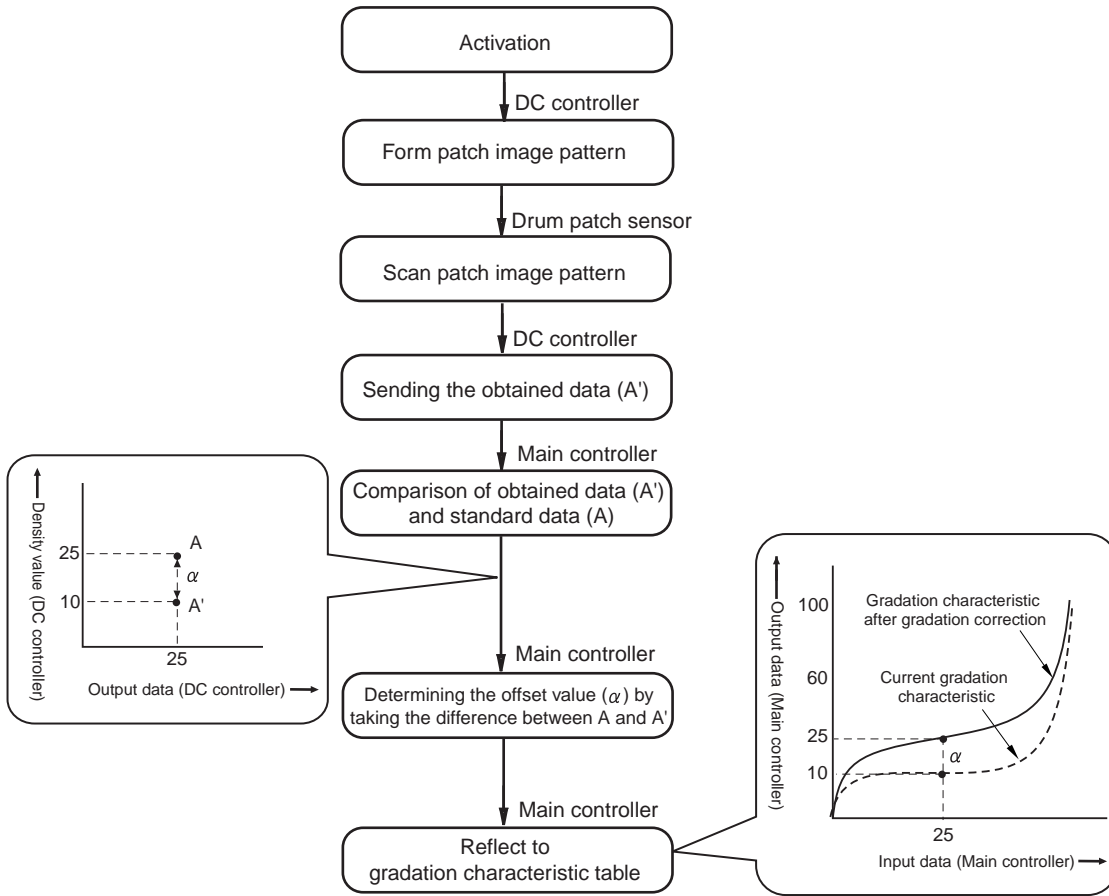 Activation
DC controller
Form patch image pattern
Drum patch sensor
Scan patch image pattern
DC controller
Sending the obtained data (A')
Main controller
Comparison of obtained data (A')
and standard data (A)
Density value (DC controller)
25
10
A
α
A'
25
Output data (DC controller)
Main controller
Determining the offset value (α) by
taking the difference between A and A'
Main controller
Reflect to
gradation characteristic table
Output data (Main controller)
100
60
25
10
Gradation characteristic
after gradation correction
Current gradation
characteristic
α
25
Input data (Main controller)